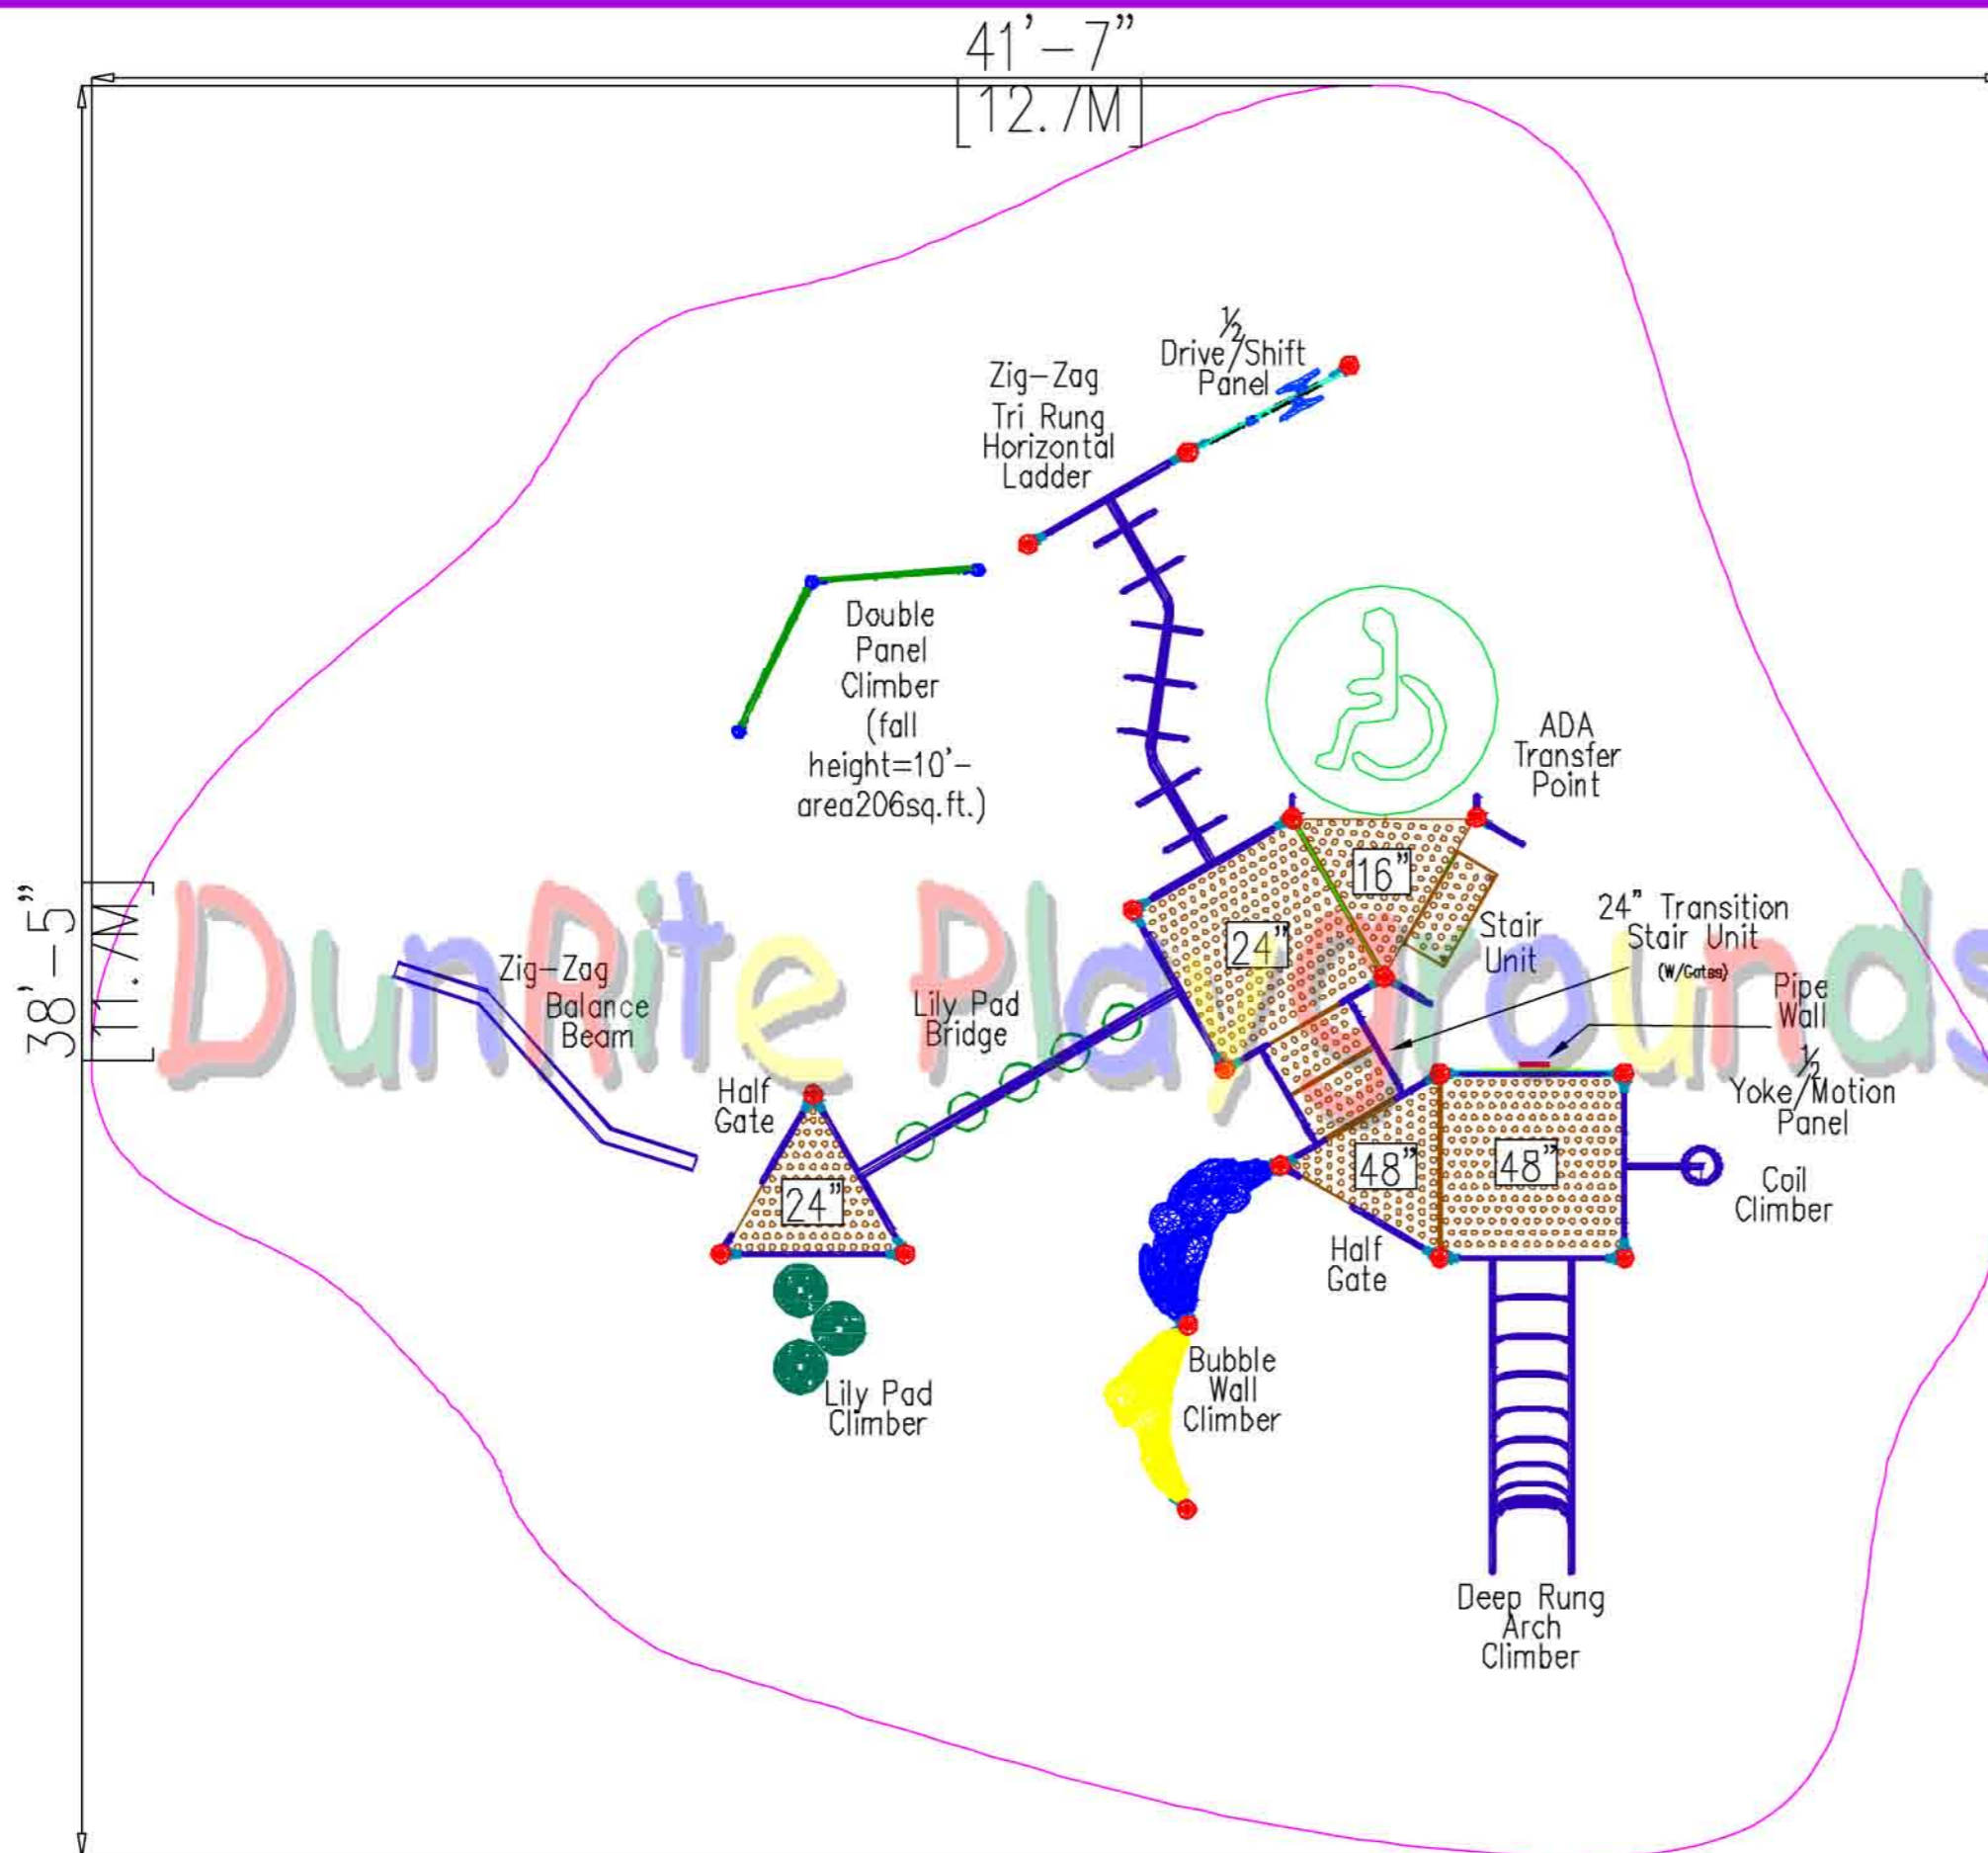 41'-7"
[12.7M]
½
Drive/Shift
Panel
Zig-Zag
Tri Rung
Horizontal
Ladder
Double
Panel
Climber
(fall
height=10'-
area206sq.ft.)
ADA
Transfer
Point
16"
24"
Stair
Unit
24" Transition
Stair Unit
(W/Gates)
Pipe
Wall
½
Yoke/Motion
Panel
38'-5"
[11.7M]
DunRite Playgrounds
Zig-Zag
Balance
Beam
Lily Pad
Bridge
Half
Gate
24"
48"
48"
Coil
Climber
Half
Gate
Lily Pad
Climber
Bubble
Wall
Climber
Deep Rung
Arch
Climber